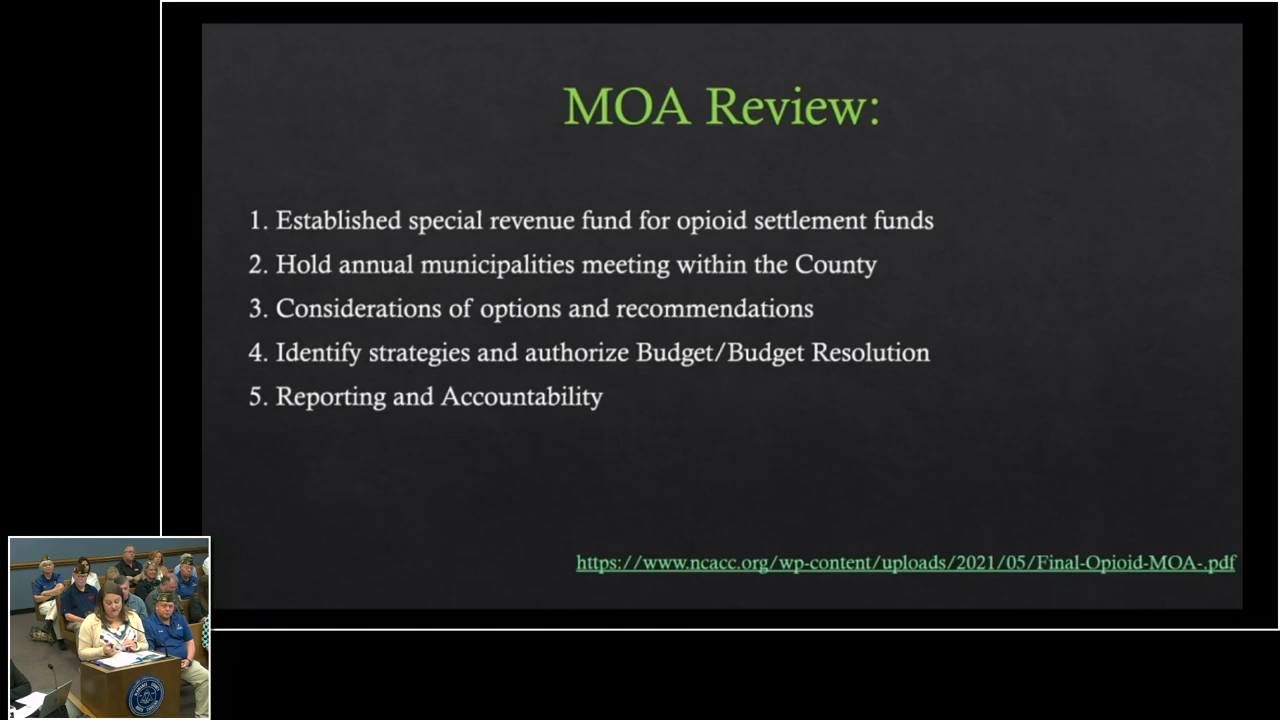 MOA Review:
1. Established special revenue fund for opioid settlement funds
2. Hold annual municipalities meeting within the County
3. Considerations of options and recommendations
4. Identify strategies and authorize Budget/Budget Resolution
5. Reporting and Accountability
https://www.ncacc.org/wp-content/uploads/2021/05/Final-Opioid-MOA-.pdf